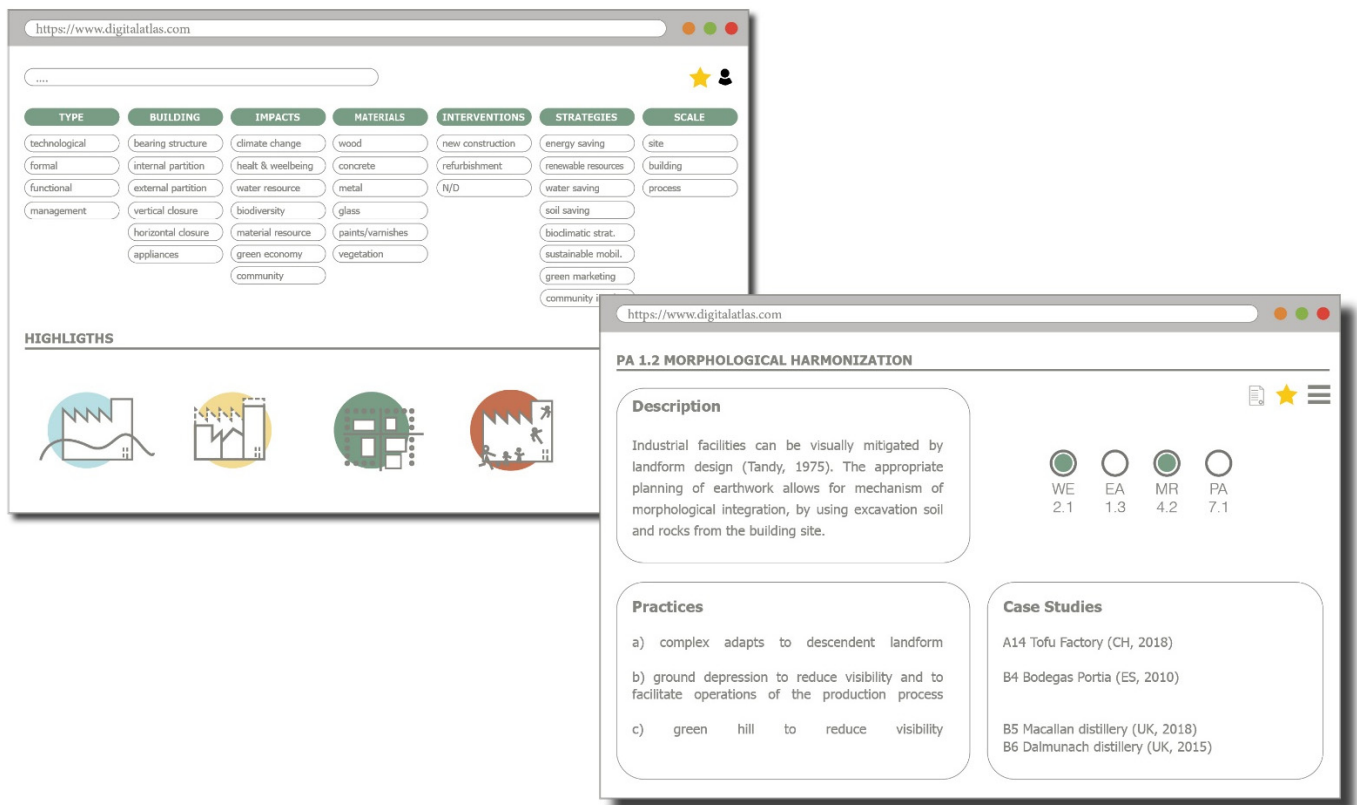 https://www.digitalatlas.com
....
TYPE BUILDING IMPACTS MATERIALS INTERVENTIONS STRATEGIES SCALE
technological bearing structure climate change wood new construction energy saving site
formal internal partition healt & weelbeing concrete refurbishment renewable resources building
functional external partition water resource metal N/D water saving process
management vertical closure biodiversity glass soil saving
horizontal closure material resource paints/varnishes bioclimatic strat.
appliances green economy vegetation sustainable mobil.
community green marketing
community
HIGHLIGTHS
https://www.digitalatlas.com
PA 1.2 MORPHOLOGICAL HARMONIZATION
Description
Industrial facilities can be visually mitigated by
landform design (Tandy, 1975). The appropriate
planning of earthwork allows for mechanism of
morphological integration, by using excavation soil
and rocks from the building site.
WE EA MR PA
2.1 1.3 4.2 7.1
Practices
a) complex adapts to descendent landform
b) ground depression to reduce visibility and to
facilitate operations of the production process
c) green hill to reduce visibility
Case Studies
A14 Tofu Factory (CH, 2018)
B4 Bodegas Portia (ES, 2010)
B5 Macallan distillery (UK, 2018)
B6 Dalmunach distillery (UK, 2015)